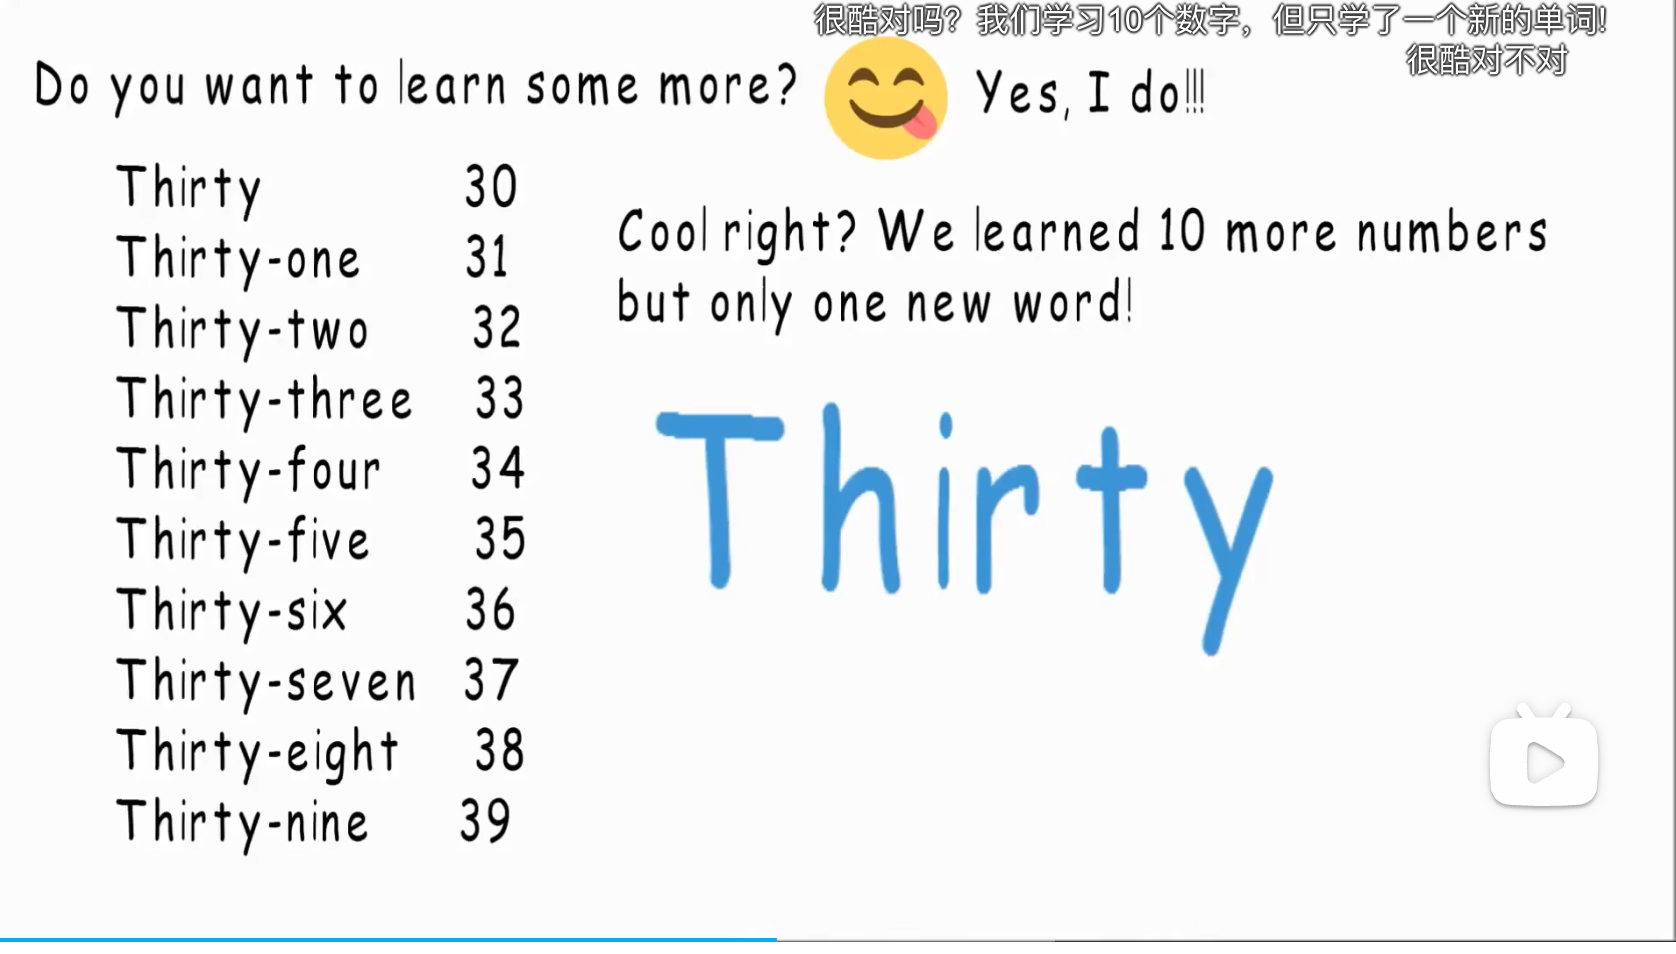 很酷对吗？我们学习10个数字，但只学了一个新的单词!
很酷对不对
Do you want to learn some more? Yes, I do!!!
Thirty 30
Thirty-one 31
Thirty-two 32
Thirty-three 33
Thirty-four 34
Thirty-five 35
Thirty-six 36
Thirty-seven 37
Thirty-eight 38
Thirty-nine 39
Cool right? We learned 10 more numbers
but only one new word!
Thirty